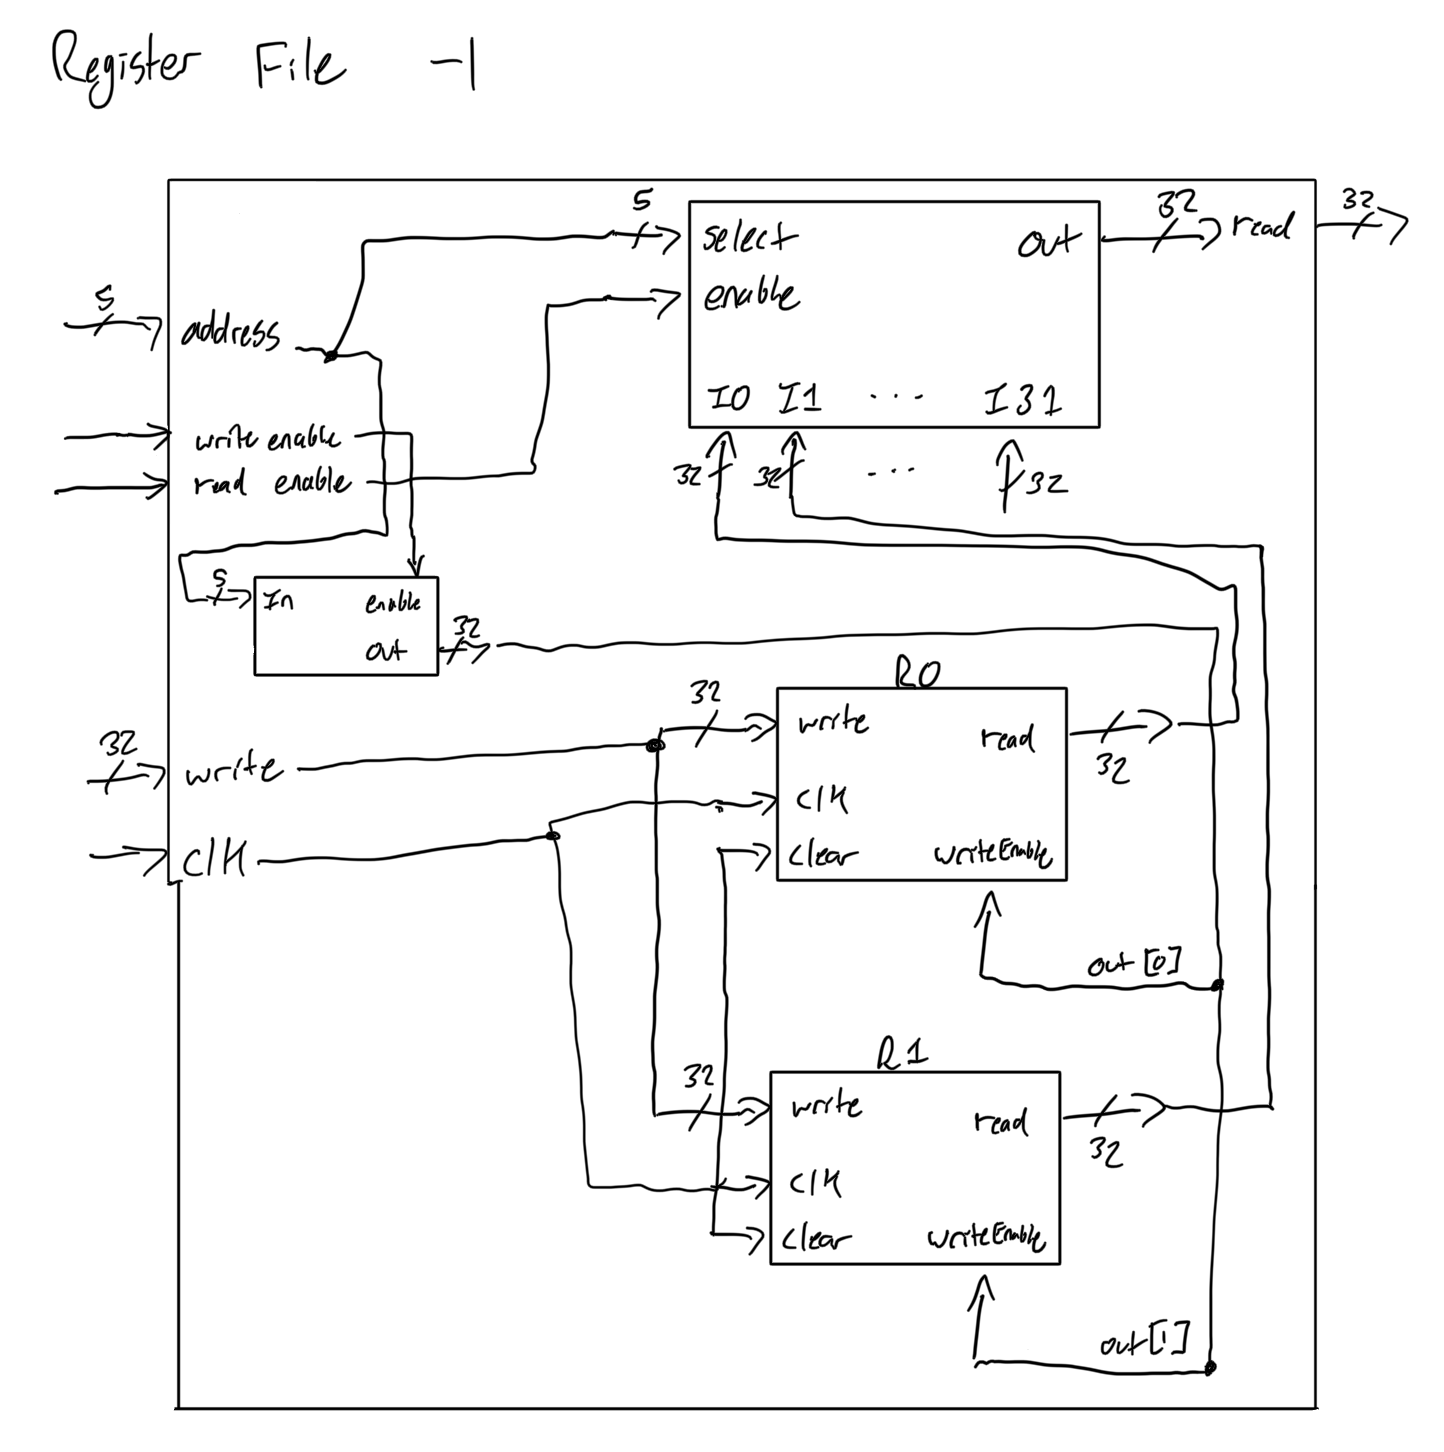 Register File -1
5
32
32
select
out
read
enable
5
address
I0 I1 ... I31
write enable
32
32
...
32
read enable
5
In
enable
out
32
R0
32
write
read
32
32
write
clk
clear
writeEnable
clk
out [0]
R1
32
write
read
32
clk
clear
writeEnable
out[1]